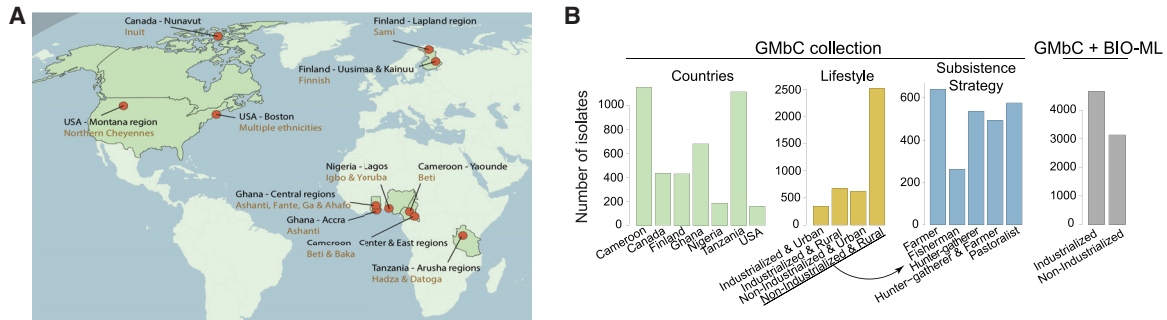 A
Canada - Nunavut
Inuit
Finland - Lapland region
Sami
Finland - Uusimaa & Kainuu
Finnish
USA - Montana region
Northern Cheyennes
USA - Boston
Multiple ethnicities
Nigeria - Lagos
Igbo & Yoruba
Cameroon - Yaounde
Beti
Ghana - Central regions
Ashanti, Fante, Ga & Ahafo
Ghana - Accra
Ashanti
Cameroon Center & East regions
Beti & Baka
Tanzania - Arusha regions
Hadza & Datoga
B
GMbC collection
GMbC + BIO-ML
Countries
Lifestyle
Subsistence
Strategy
Number of isolates
1000
800
600
400
200
0
Cameroon
Canada
Finland
Ghana
Nigeria
Tanzania
USA
2500
2000
1500
1000
500
0
Industrialized & Urban
Industrialized & Rural
Non-Industrialized & Urban
Non-Industrialized & Rural
600
400
200
0
Farmer
Fisherman
Hunter-gatherer
Hunter-gatherer & Farmer
Pastoralist
4000
3000
2000
1000
0
Industrialized
Non-Industrialized